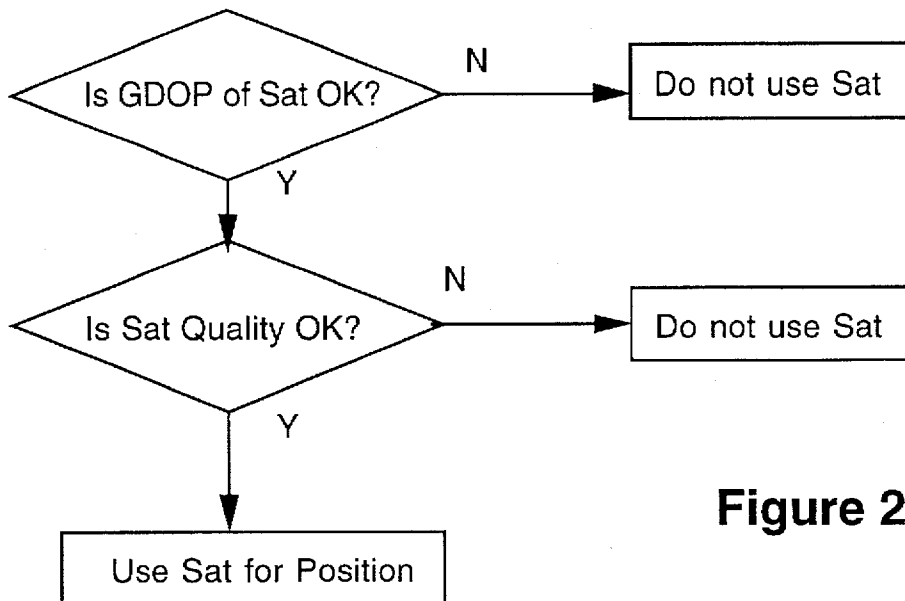 Is GDOP of Sat OK?
N
Do not use Sat
Y
Is Sat Quality OK?
N
Do not use Sat
Y
Use Sat for Position
Figure 2